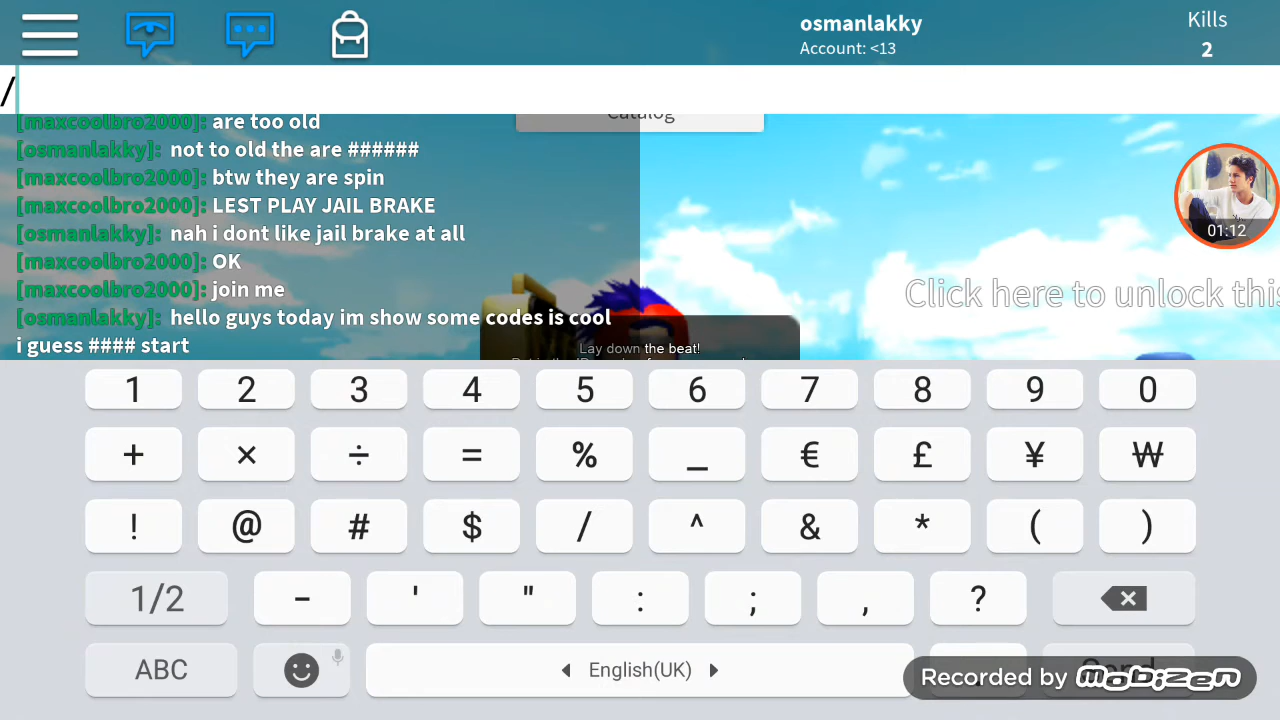 osmanlakky
Account: <13
Kills
2
/
Catalog
[maxcoolbro2000]: are too old
[osmanlakky]: not to old the are ######
[maxcoolbro2000]: btw they are spin
[maxcoolbro2000]: LEST PLAY JAIL BRAKE
[osmanlakky]: nah i dont like jail brake at all
[maxcoolbro2000]: OK
[maxcoolbro2000]: join me
[osmanlakky]: hello guys today im show some codes is cool
i guess #### start
01:12
Click here to unlock this
Lay down the beat!
1 2 3 4 5 6 7 8 9 0
+ × ÷ = % _ € £ ¥ ₩
! @ # $ / ^ & * ( )
1/2 - ' " : ; , ?
ABC English(UK) Send
Recorded by mobizen